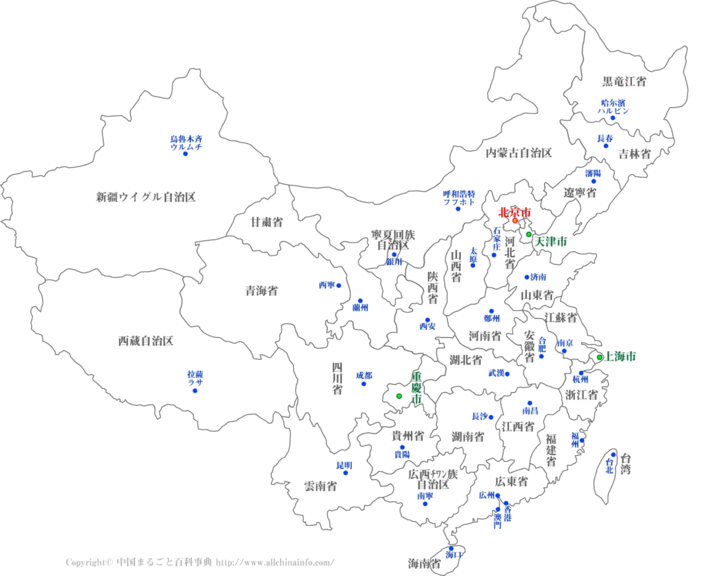 黒竜江省
哈尔濱
ハルビン
長春
吉林省
烏魯木斉
ウルムチ
内蒙古自治区
瀋陽
遼寧省
新疆ウイグル自治区
呼和浩特
フフホト
北京市
甘粛省
寧夏回族
自治区
銀川
石家庄
河北省
天津市
山西省
太原
陝西省
済南
山東省
青海省
西寧
蘭州
西安
鄭州
河南省
江蘇省
安徽省
合肥
南京
上海市
西蔵自治区
拉薩
ラサ
四川省
成都
重慶市
湖北省
武漢
杭州
浙江省
長沙
湖南省
南昌
江西省
貴州省
貴陽
福建省
福州
台湾
台北
昆明
雲南省
広西チワン族
自治区
南寧
広東省
広州
香港
澳門
海口
海南省
Copyright© 中国まるごと百科事典 http://www.allchinainfo.com/